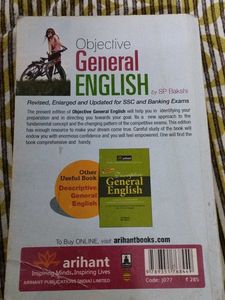 Objective
General
ENGLISH
by SP Bakshi
Revised, Enlarged and Updated for SSC and Banking Exams
The present edition of Objective General English will help you in identifying your
preparation and in directing you towards your goal. Its a new approach to the
fundamental concept and the changing pattern of the competitive exams. This edition
has enough resource to make your dream come true. Careful study of the book will
endow you with enormous confidence and you will feel empowered. One will find the
book comprehensive and handy.
Other
Useful Book
Descriptive
General
English
arihant
Descriptive
General
English
To Buy ONLINE, visit arihantbooks.com
arihant
Inspiring Minds, Inspiring Lives
ARIHANT PUBLICATIONS (INDIA) LIMITED
Code: J077
₹ 285